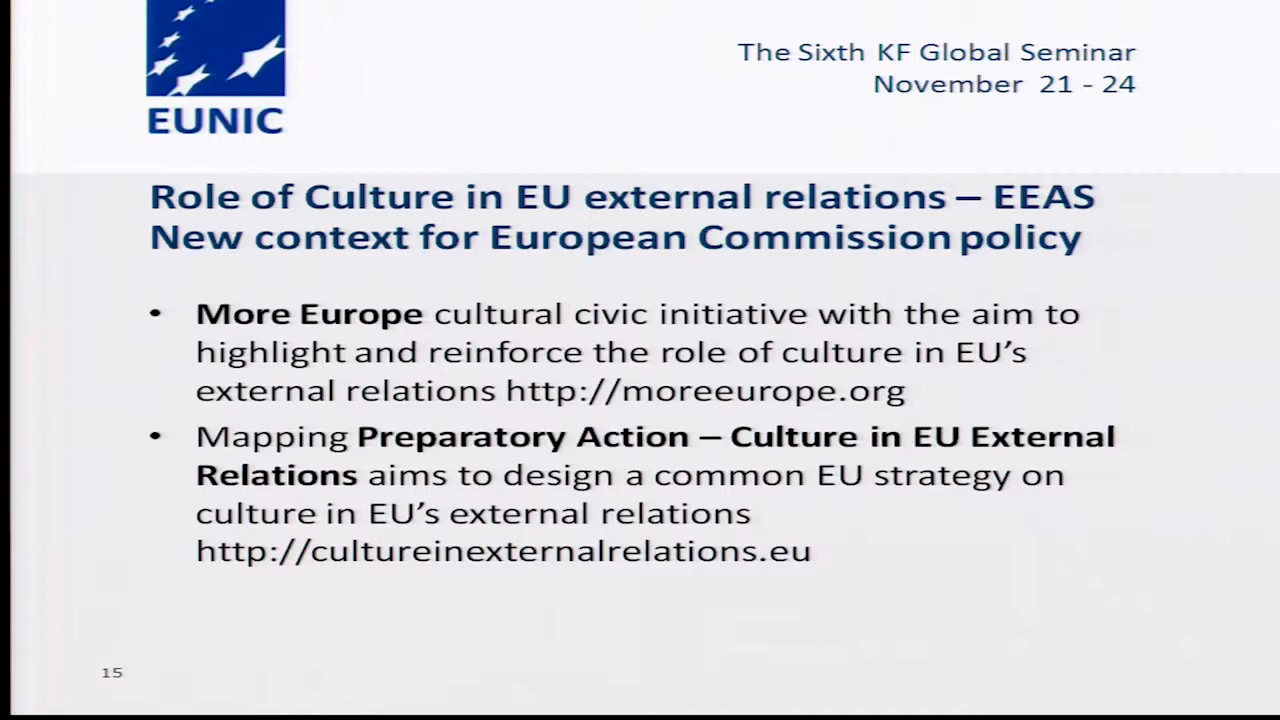 EUNIC
The Sixth KF Global Seminar
November 21 - 24
Role of Culture in EU external relations – EEAS
New context for European Commission policy
• More Europe cultural civic initiative with the aim to
highlight and reinforce the role of culture in EU's
external relations http://moreeurope.org
• Mapping Preparatory Action – Culture in EU External
Relations aims to design a common EU strategy on
culture in EU's external relations
http://cultureinexternalrelations.eu
15